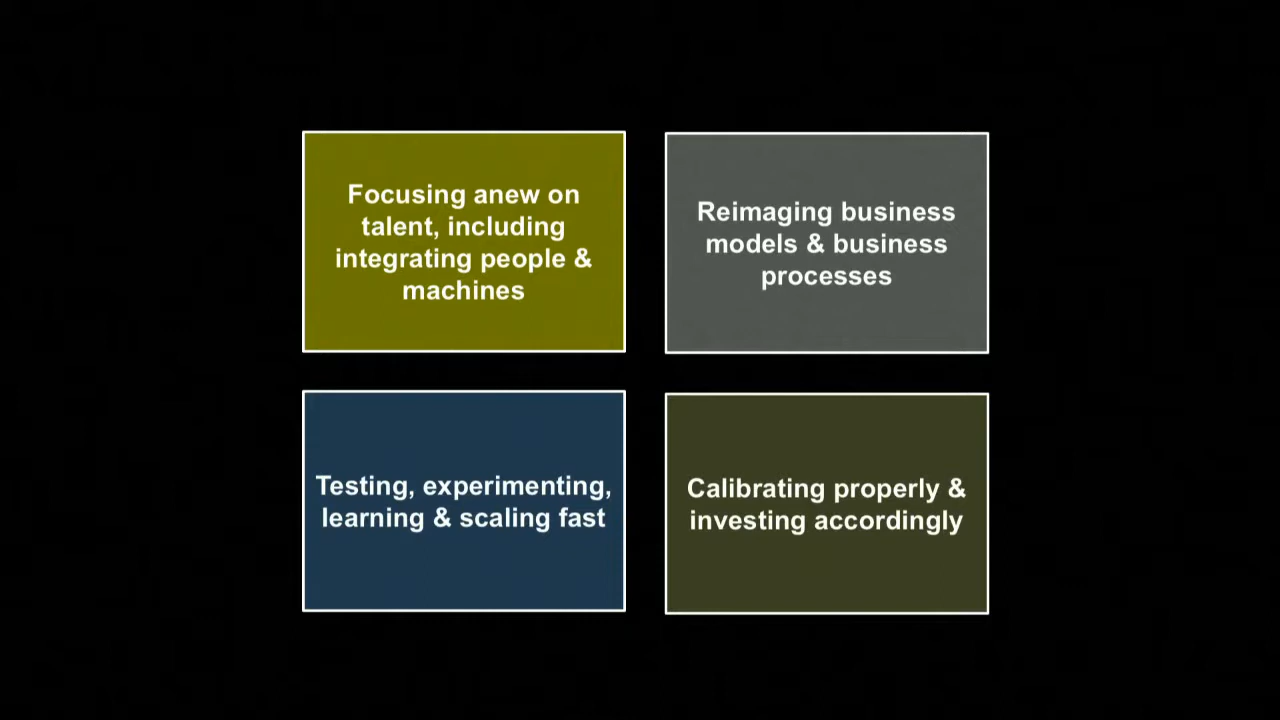 Focusing anew on
talent, including
integrating people &
machines
Reimaging business
models & business
processes
Testing, experimenting,
learning & scaling fast
Calibrating properly &
investing accordingly